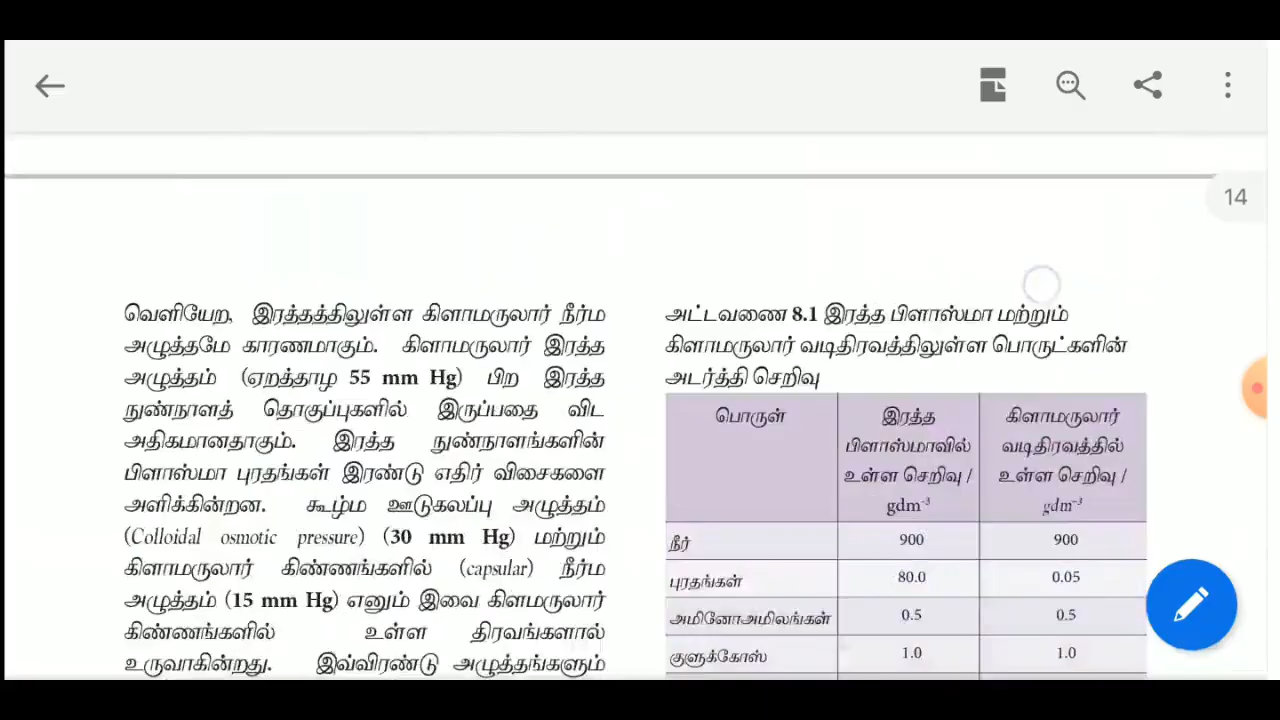 14
வெளியேற, இரத்தத்திலுள்ள கிளாமருலார் நீர்ம
அழுத்தமே காரணமாகும். கிளாமருலார் இரத்த
அழுத்தம் (ஏறத்தாழ 55 mm Hg) பிற இரத்த
நுண்நாளத் தொகுப்புகளில் இருப்பதை விட
அதிகமானதாகும். இரத்த நுண்நாளங்களின்
பிளாஸ்மா புரதங்கள் இரண்டு எதிர் விசைகளை
அளிக்கின்றன. கூழ்ம ஊடுகலப்பு அழுத்தம்
(Colloidal osmotic pressure) (30 mm Hg) மற்றும்
கிளாமருலார் கிண்ணங்களில் (capsular) நீர்ம
அழுத்தம் (15 mm Hg) எனும் இவை கிளமருலார்
கிண்ணங்களில் உள்ள திரவங்களால்
உருவாகின்றது. இவ்விரண்டு அழுத்தங்களும்
அட்டவணை 8.1 இரத்த பிளாஸ்மா மற்றும்
கிளாமருலார் வடிதிரவத்திலுள்ள பொருட்களின்
அடர்த்தி செறிவு
பொருள் இரத்த கிளாமருலார்
பிளாஸ்மாவில் வடிதிரவத்தில்
உள்ள செறிவு / உள்ள செறிவு /
gdm⁻³ gdm⁻³
நீர் 900 900
புரதங்கள் 80.0 0.05
அமினோஅமிலங்கள் 0.5 0.5
குளுக்கோஸ் 1.0 1.0